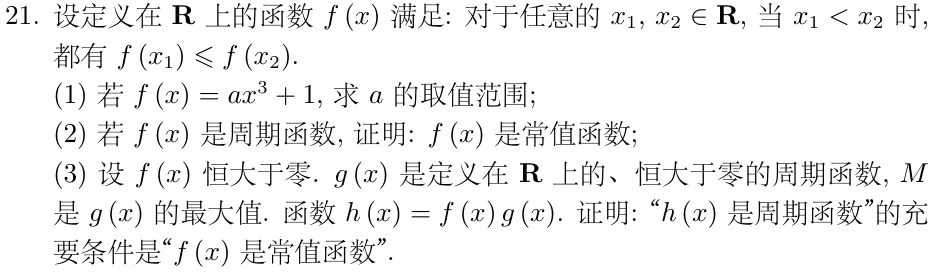 21. 设定义在 R 上的函数 f (x) 满足: 对于任意的 x₁, x₂ ∈ R, 当 x₁ < x₂ 时,
都有 f (x₁) ⩽ f (x₂).
(1) 若 f (x) = ax³ + 1, 求 a 的取值范围;
(2) 若 f (x) 是周期函数, 证明: f (x) 是常值函数;
(3) 设 f (x) 恒大于零. g (x) 是定义在 R 上的、恒大于零的周期函数, M
是 g (x) 的最大值. 函数 h (x) = f (x) g (x). 证明: “h (x) 是周期函数”的充
要条件是“f (x) 是常值函数”.